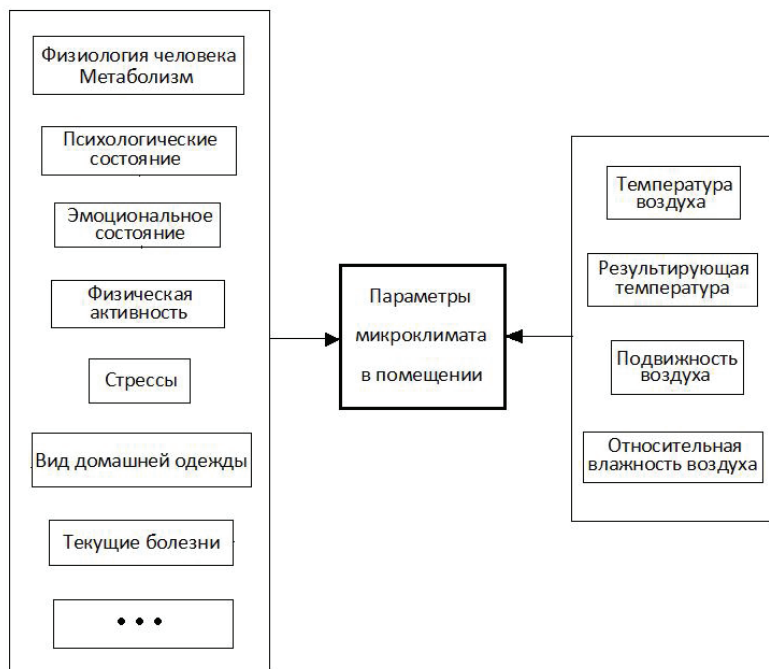 Физиология человека
Метаболизм
Психологические
состояние
Эмоциональное
состояние
Физическая
активность
Стрессы
Вид домашней одежды
Текущие болезни
•••
Параметры
микроклимата
в помещении
Температура
воздуха
Результирующая
температура
Подвижность
воздуха
Относительная
влажность воздуха